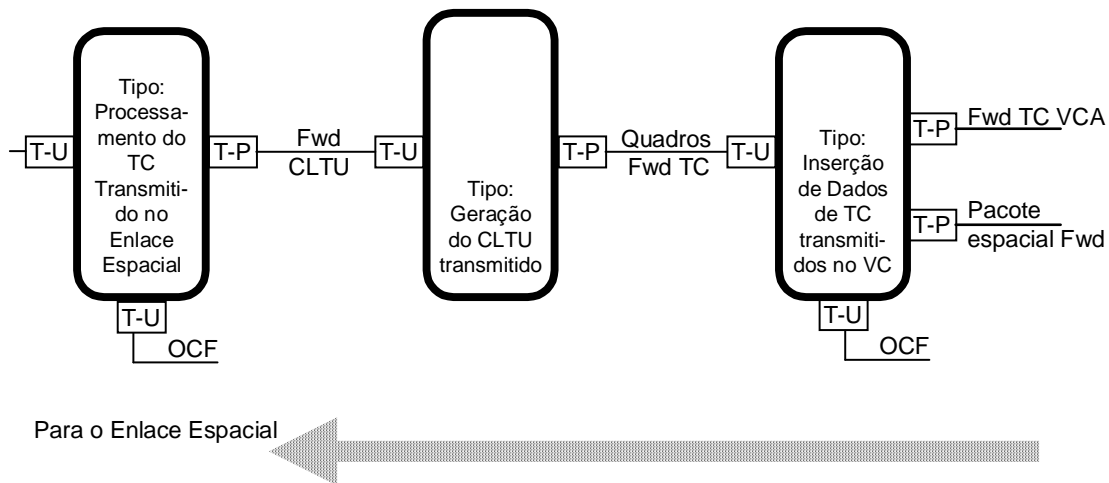 Tipo:
Processa-
mento do
TC
Transmiti-
do no
Enlace
Espacial
T-U
T-P
T-U
OCF
Fwd
CLTU
T-U
Tipo:
Geração
do CLTU
transmitido
T-P
Quadros
Fwd TC
T-U
Tipo:
Inserção
de Dados
de TC
transmiti-
dos no VC
T-P
Fwd TC VCA
T-P
Pacote
espacial Fwd
T-U
OCF
Para o Enlace Espacial